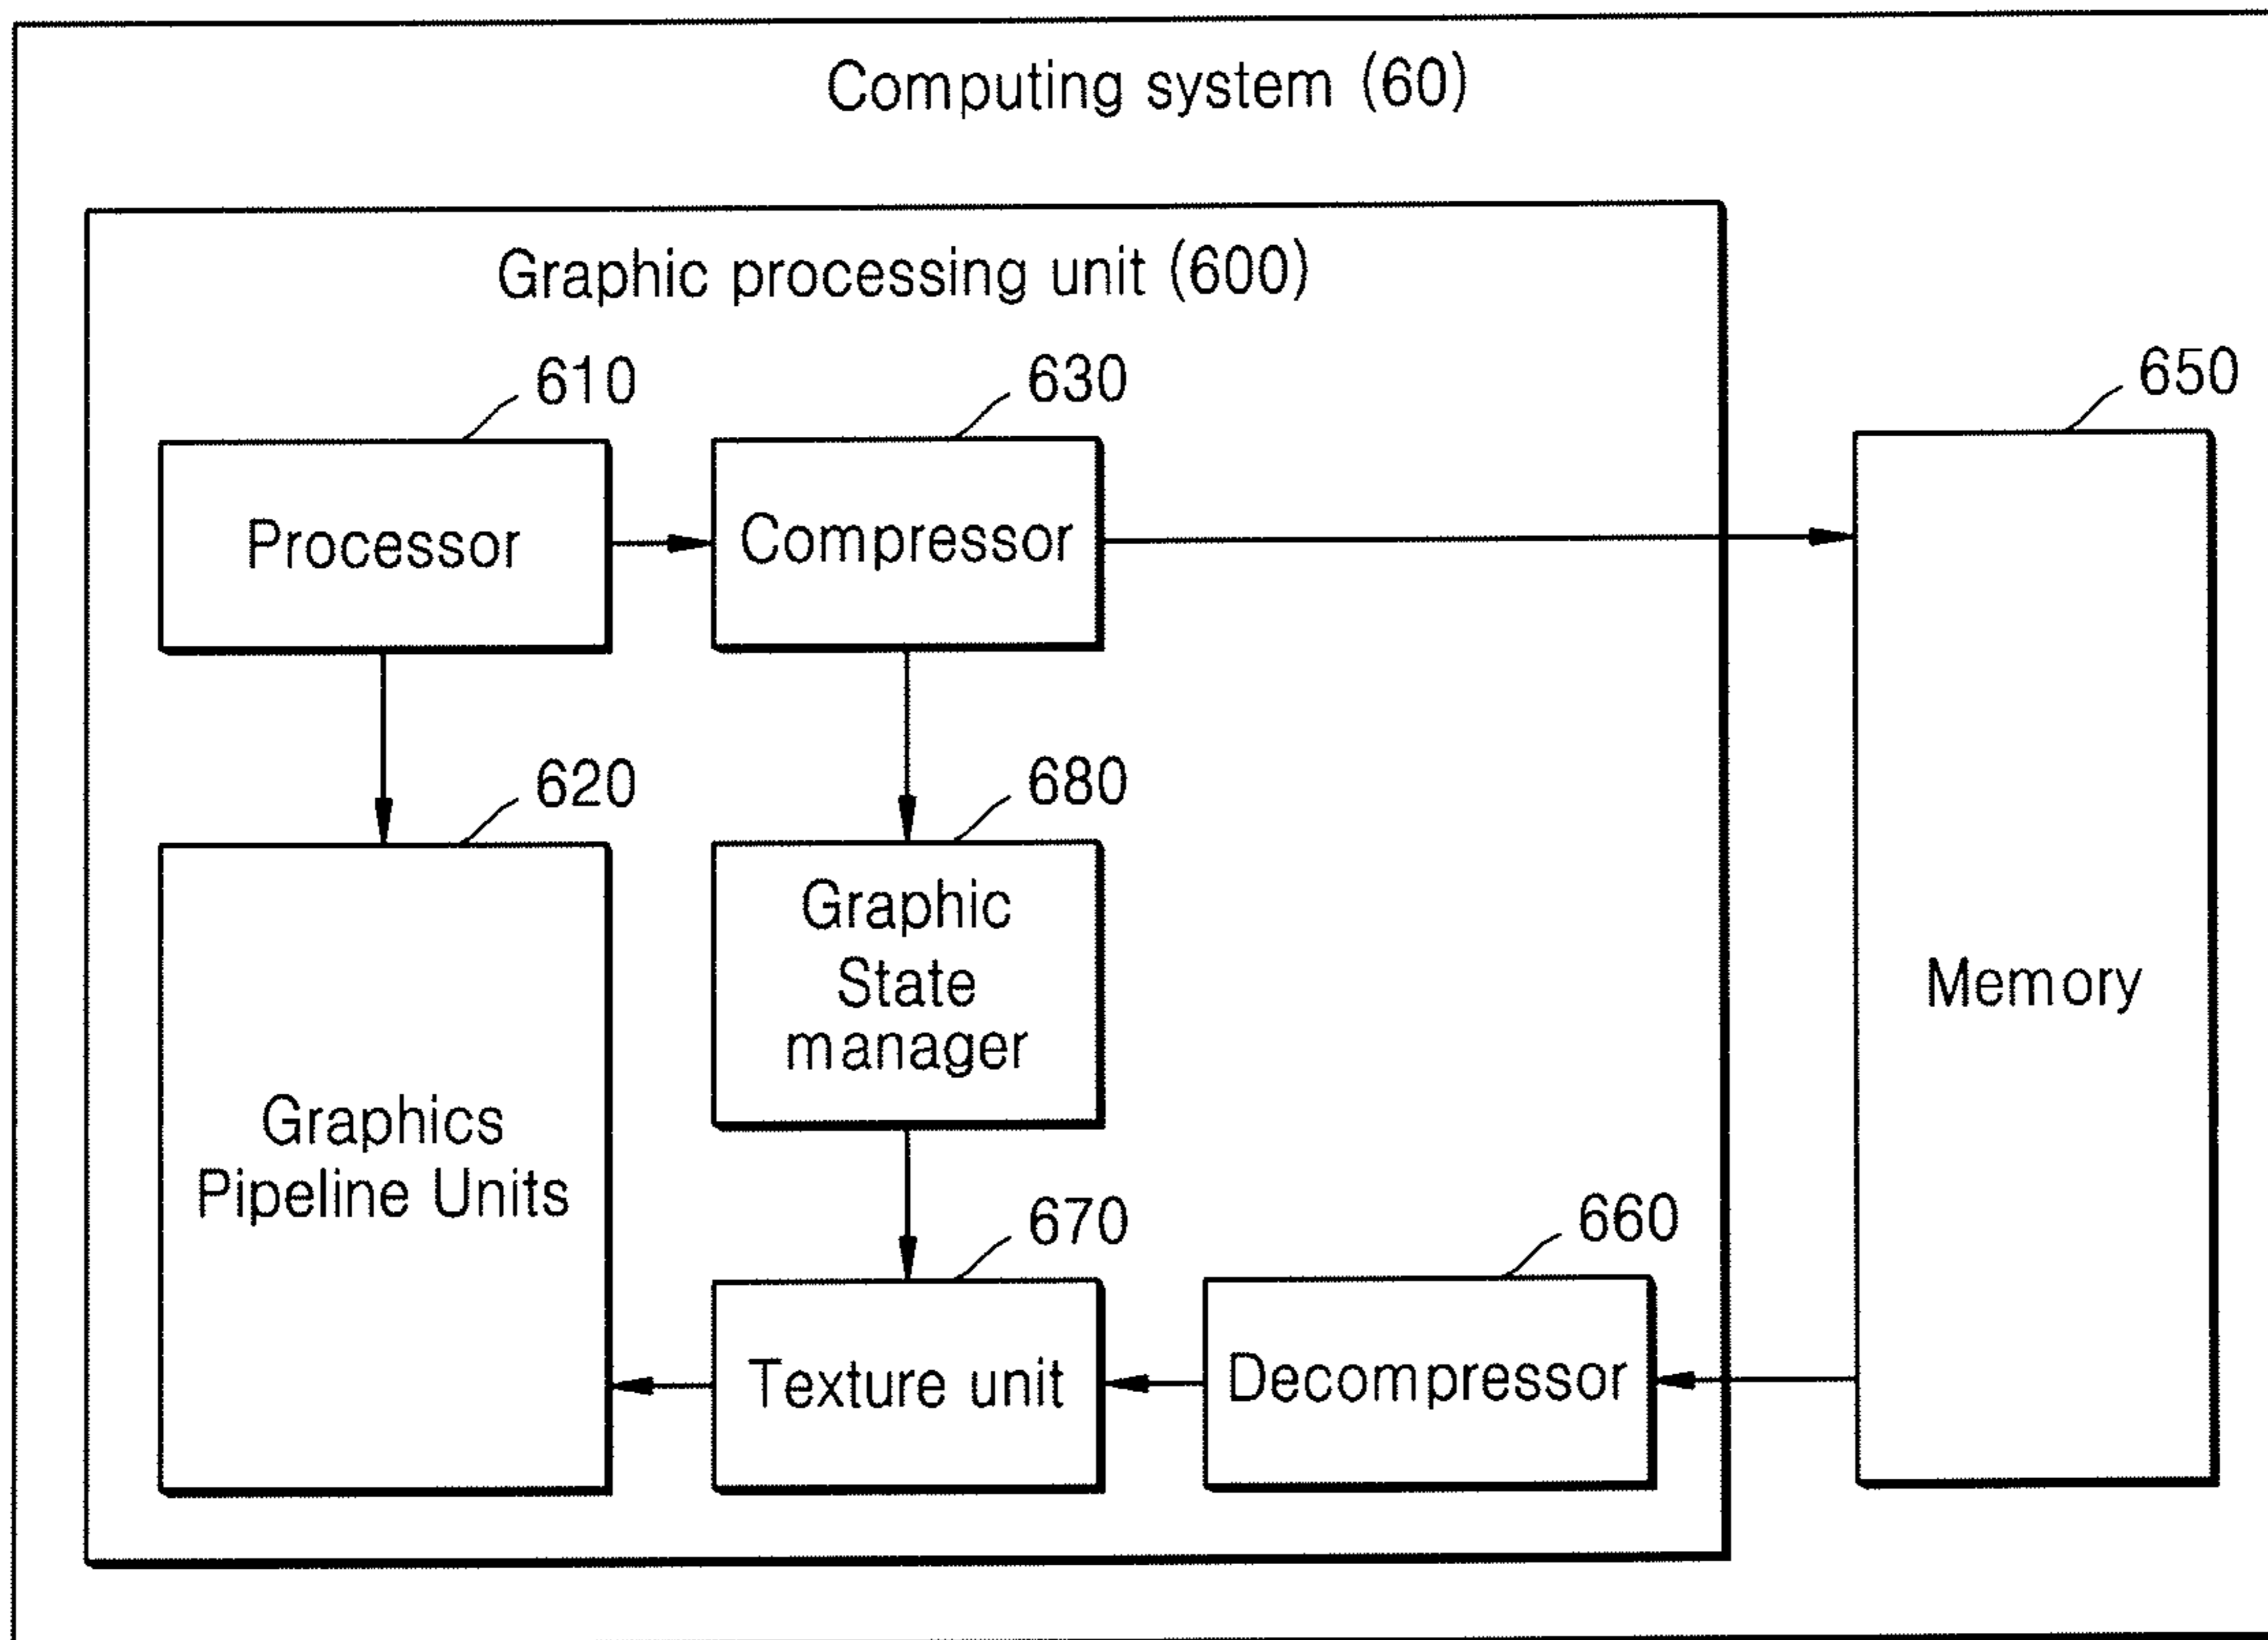 Computing system (60)
Graphic processing unit (600)
610
630
650
Processor
Compressor
620
680
Graphic
State
manager
Memory
Graphics
Pipeline Units
670
660
Texture unit
Decompressor